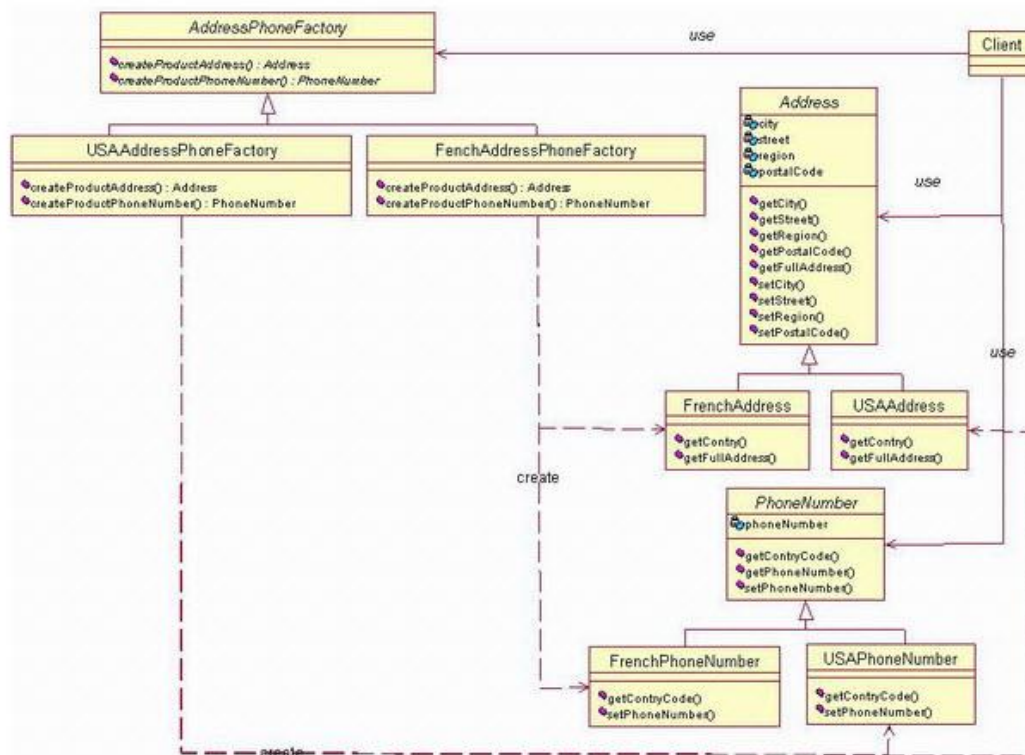 AddressPhoneFactory
createProductAddress() : Address
createProductPhoneNumber() : PhoneNumber
use
Client
USAAddressPhoneFactory
createProductAddress() : Address
createProductPhoneNumber() : PhoneNumber
FenchAddressPhoneFactory
createProductAddress() : Address
createProductPhoneNumber() : PhoneNumber
Address
city
street
region
postalCode
getCity()
getStreet()
getRegion()
getPostalCode()
getFullAddress()
setCity()
setStreet()
setRegion()
setPostalCode()
use
use
FrenchAddress
getContry()
getFullAddress()
USAAddress
getContry()
getFullAddress()
create
PhoneNumber
phoneNumber
getContryCode()
getPhoneNumber()
setPhoneNumber()
FrenchPhoneNumber
getContryCode()
setPhoneNumber()
USAPhoneNumber
getContryCode()
setPhoneNumber()
create